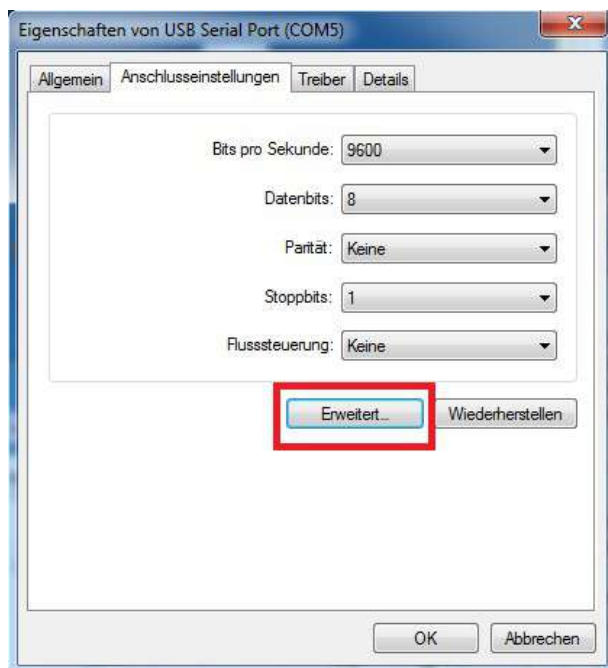 Eigenschaften von USB Serial Port (COM5)
Allgemein Anschlusseinstellungen Treiber Details
Bits pro Sekunde: 9600
Datenbits: 8
Parität: Keine
Stoppbits: 1
Flusssteuerung: Keine
Erweitert... Wiederherstellen
OK Abbrechen